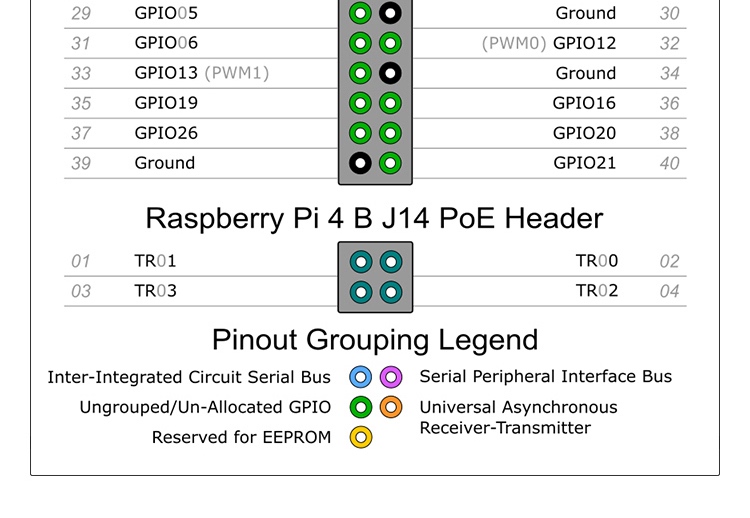 29 GPIO05 Ground 30
31 GPIO06 (PWM0) GPIO12 32
33 GPIO13 (PWM1) Ground 34
35 GPIO19 GPIO16 36
37 GPIO26 GPIO20 38
39 Ground GPIO21 40
Raspberry Pi 4 B J14 PoE Header
01 TR01 TR00 02
03 TR03 TR02 04
Pinout Grouping Legend
Inter-Integrated Circuit Serial Bus Serial Peripheral Interface Bus
Ungrouped/Un-Allocated GPIO Universal Asynchronous
Receiver-Transmitter
Reserved for EEPROM